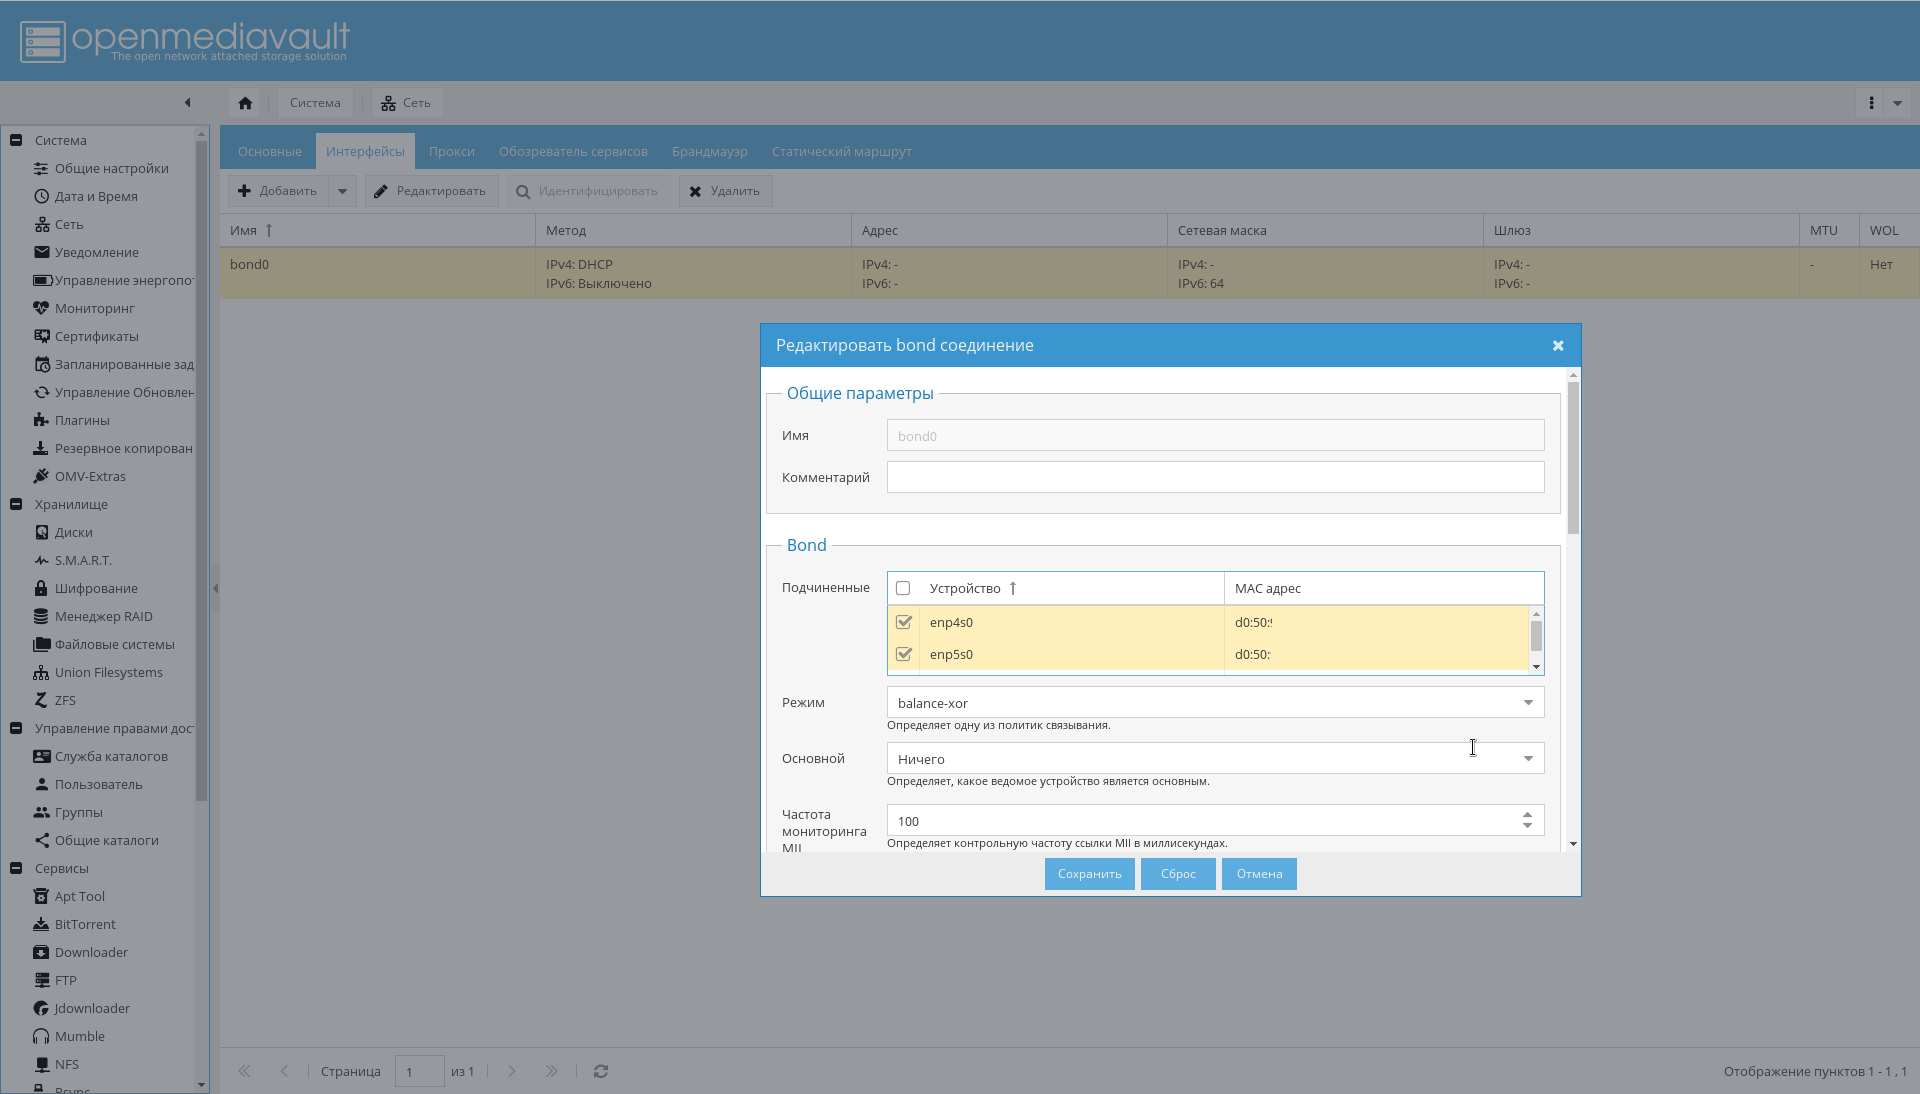 openmediavault
The open network attached storage solution
Система
Сеть
Система
Общие настройки
Дата и Время
Сеть
Уведомление
Управление энергопот
Мониторинг
Сертификаты
Запланированные зад
Управление Обновлен
Плагины
Резервное копирован
OMV-Extras
Хранилище
Диски
S.M.A.R.T.
Шифрование
Менеджер RAID
Файловые системы
Union Filesystems
ZFS
Управление правами дос
Служба каталогов
Пользователь
Группы
Общие каталоги
Сервисы
Apt Tool
BitTorrent
Downloader
FTP
Jdownloader
Mumble
NFS
Rsync
Основные Интерфейсы Прокси Обозреватель сервисов Брандмауэр Статический маршрут
Добавить Редактировать Идентифицировать Удалить
Имя Метод Адрес Сетевая маска Шлюз MTU WOL
bond0 IPv4: DHCP IPv4: - IPv4: - IPv4: - - Нет
IPv6: Выключено IPv6: - IPv6: 64 IPv6: -
Редактировать bond соединение
Общие параметры
Имя bond0
Комментарий
Bond
Подчиненные Устройство MAC адрес
enp4s0 d0:50:
enp5s0 d0:50:
Режим balance-xor
Определяет одну из политик связывания.
Основной Ничего
Определяет, какое ведомое устройство является основным.
Частота
мониторинга
MII
100
Определяет контрольную частоту ссылки MII в миллисекундах.
Сохранить Сброс Отмена
Страница 1 из 1
Отображение пунктов 1 - 1 , 1